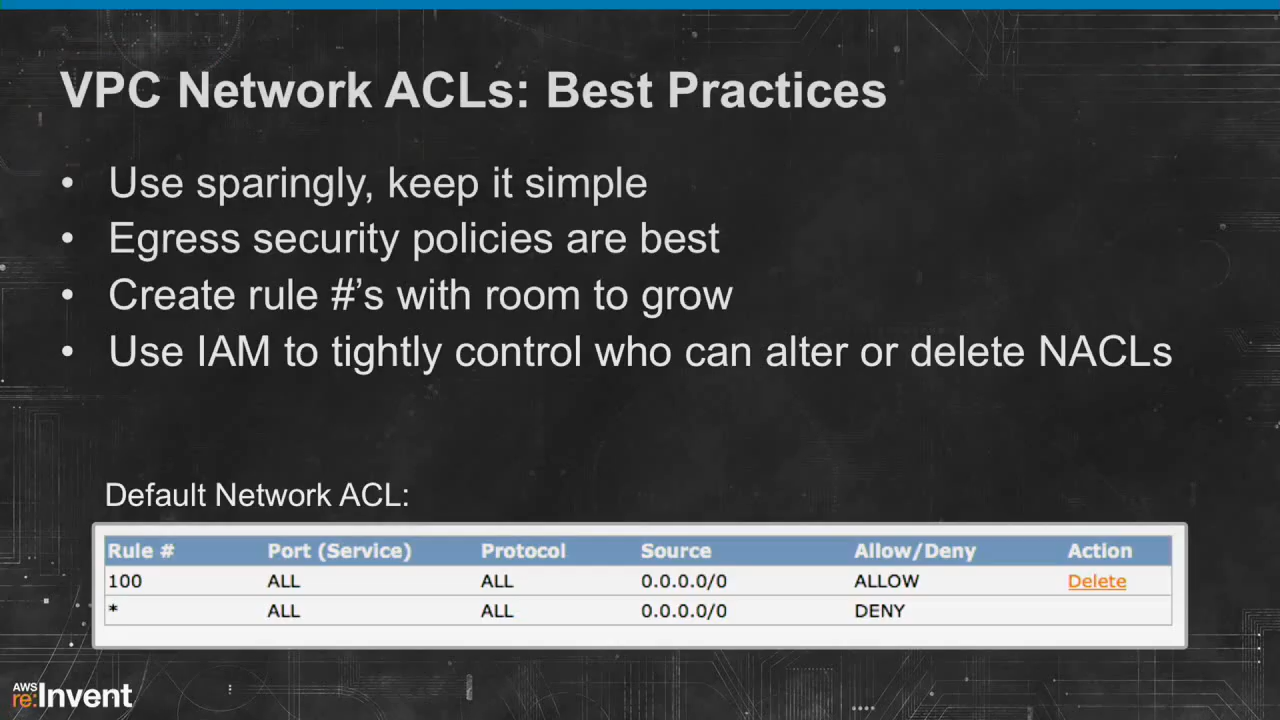 VPC Network ACLs: Best Practices
• Use sparingly, keep it simple
• Egress security policies are best
• Create rule #’s with room to grow
• Use IAM to tightly control who can alter or delete NACLs
Default Network ACL:
Rule # Port (Service) Protocol Source Allow/Deny Action
100 ALL ALL 0.0.0.0/0 ALLOW Delete
* ALL ALL 0.0.0.0/0 DENY
AWS
re:Invent